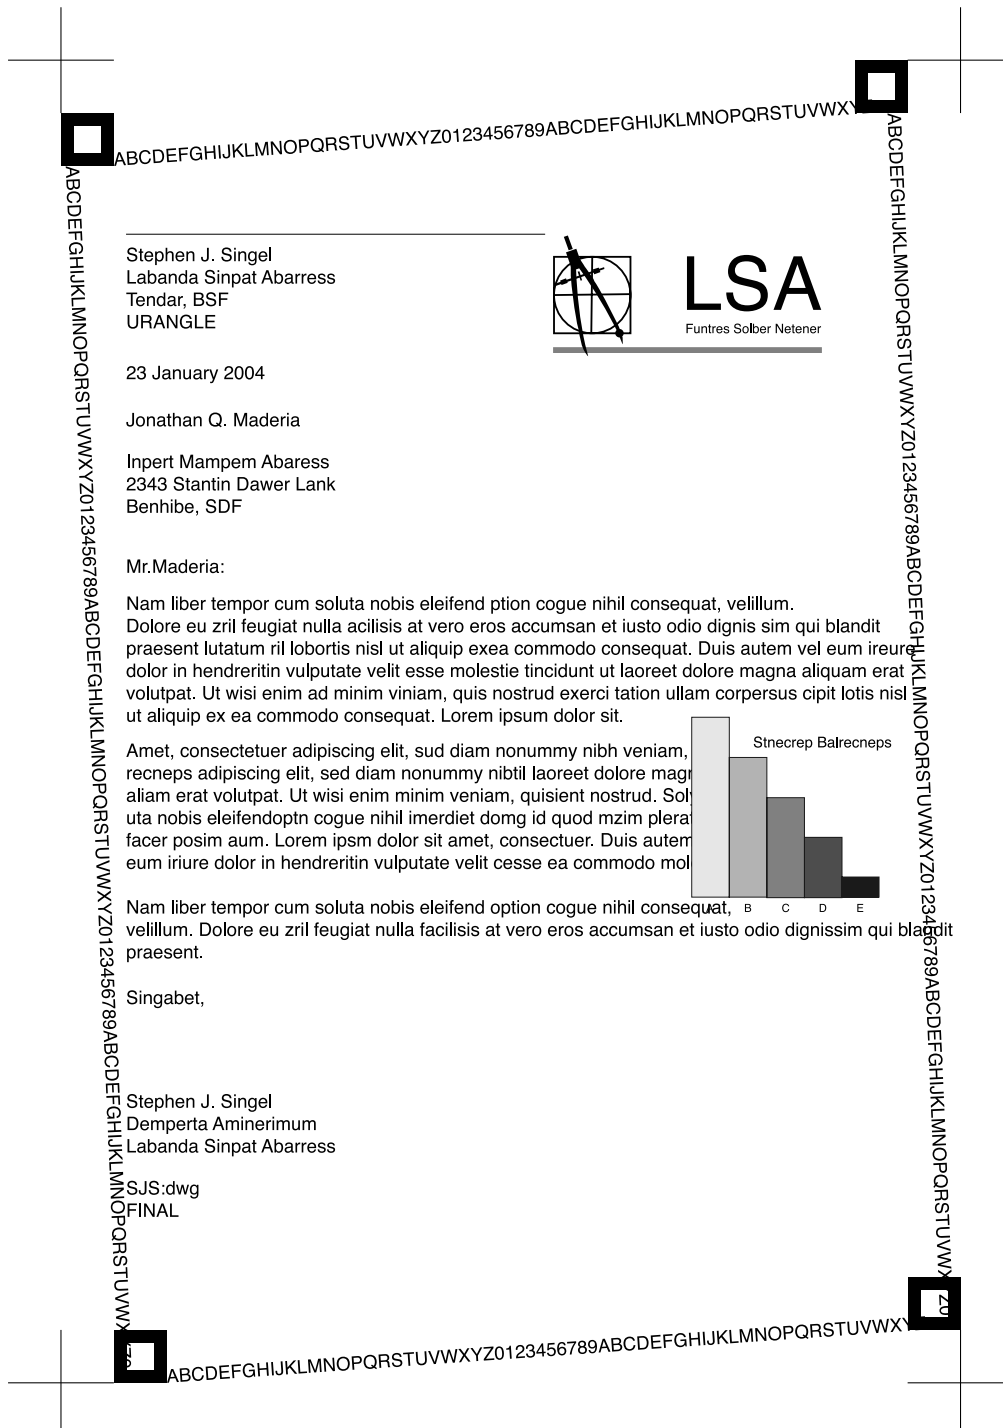 ABCDEFGHIJKLMNOPQRSTUVWXYZ0123456789ABCDEFGHIJKLMNOPQRSTUVWXY
ABCDEFGHIJKLMNOPQRSTUVWXYZ0123456789ABCDEFGHIJKLMNOPQRSTUVWXYZ0123456789ABCDEFGHIJKLMNOPQRSTUVWX
ABCDEFGHIJKLMNOPQRSTUVWXYZ0123456789ABCDEFGHIJKLMNOPQRSTUVWXYZ0123456789ABCDEFGHIJKLMNOPQRSTUVWX Z0
Stephen J. Singel
Labanda Sinpat Abarress
Tendar, BSF
URANGLE
LSA
Funtres Solber Netener
23 January 2004
Jonathan Q. Maderia
Inpert Mampem Abaress
2343 Stantin Dawer Lank
Benhibe, SDF
Mr.Maderia:
Nam liber tempor cum soluta nobis eleifend ption cogue nihil consequat, velillum.
Dolore eu zril feugiat nulla acilisis at vero eros accumsan et iusto odio dignis sim qui blandit
praesent lutatum ril lobortis nisl ut aliquip exea commodo consequat. Duis autem vel eum ireure
dolor in hendreritin vulputate velit esse molestie tincidunt ut laoreet dolore magna aliquam erat
volutpat. Ut wisi enim ad minim viniam, quis nostrud exerci tation ullam corpersus cipit lotis nisl
ut aliquip ex ea commodo consequat. Lorem ipsum dolor sit.
Amet, consectetuer adipiscing elit, sud diam nonummy nibh veniam,
recneps adipiscing elit, sed diam nonummy nibtil laoreet dolore
aliam erat volutpat. Ut wisi enim minim veniam, quisient nostrud.
uta nobis eleifendoptn cogue nihil imerdiet domg id quod mzim
facer posim aum. Lorem ipsm dolor sit amet, consectuer. Duis autem
eum iriure dolor in hendreritin vulputate velit cesse ea commodo
Stnecrep Balrecneps
A B C D E
Nam liber tempor cum soluta nobis eleifend option cogue nihil consequat,
velillum. Dolore eu zril feugiat nulla facilisis at vero eros accumsan et iusto odio dignissim qui blandit
praesent.
Singabet,
Stephen J. Singel
Demperta Aminerimum
Labanda Sinpat Abarress
SJS:dwg
FINAL
ABCDEFGHIJKLMNOPQRSTUVWXYZ0123456789ABCDEFGHIJKLMNOPQRSTUVWXY